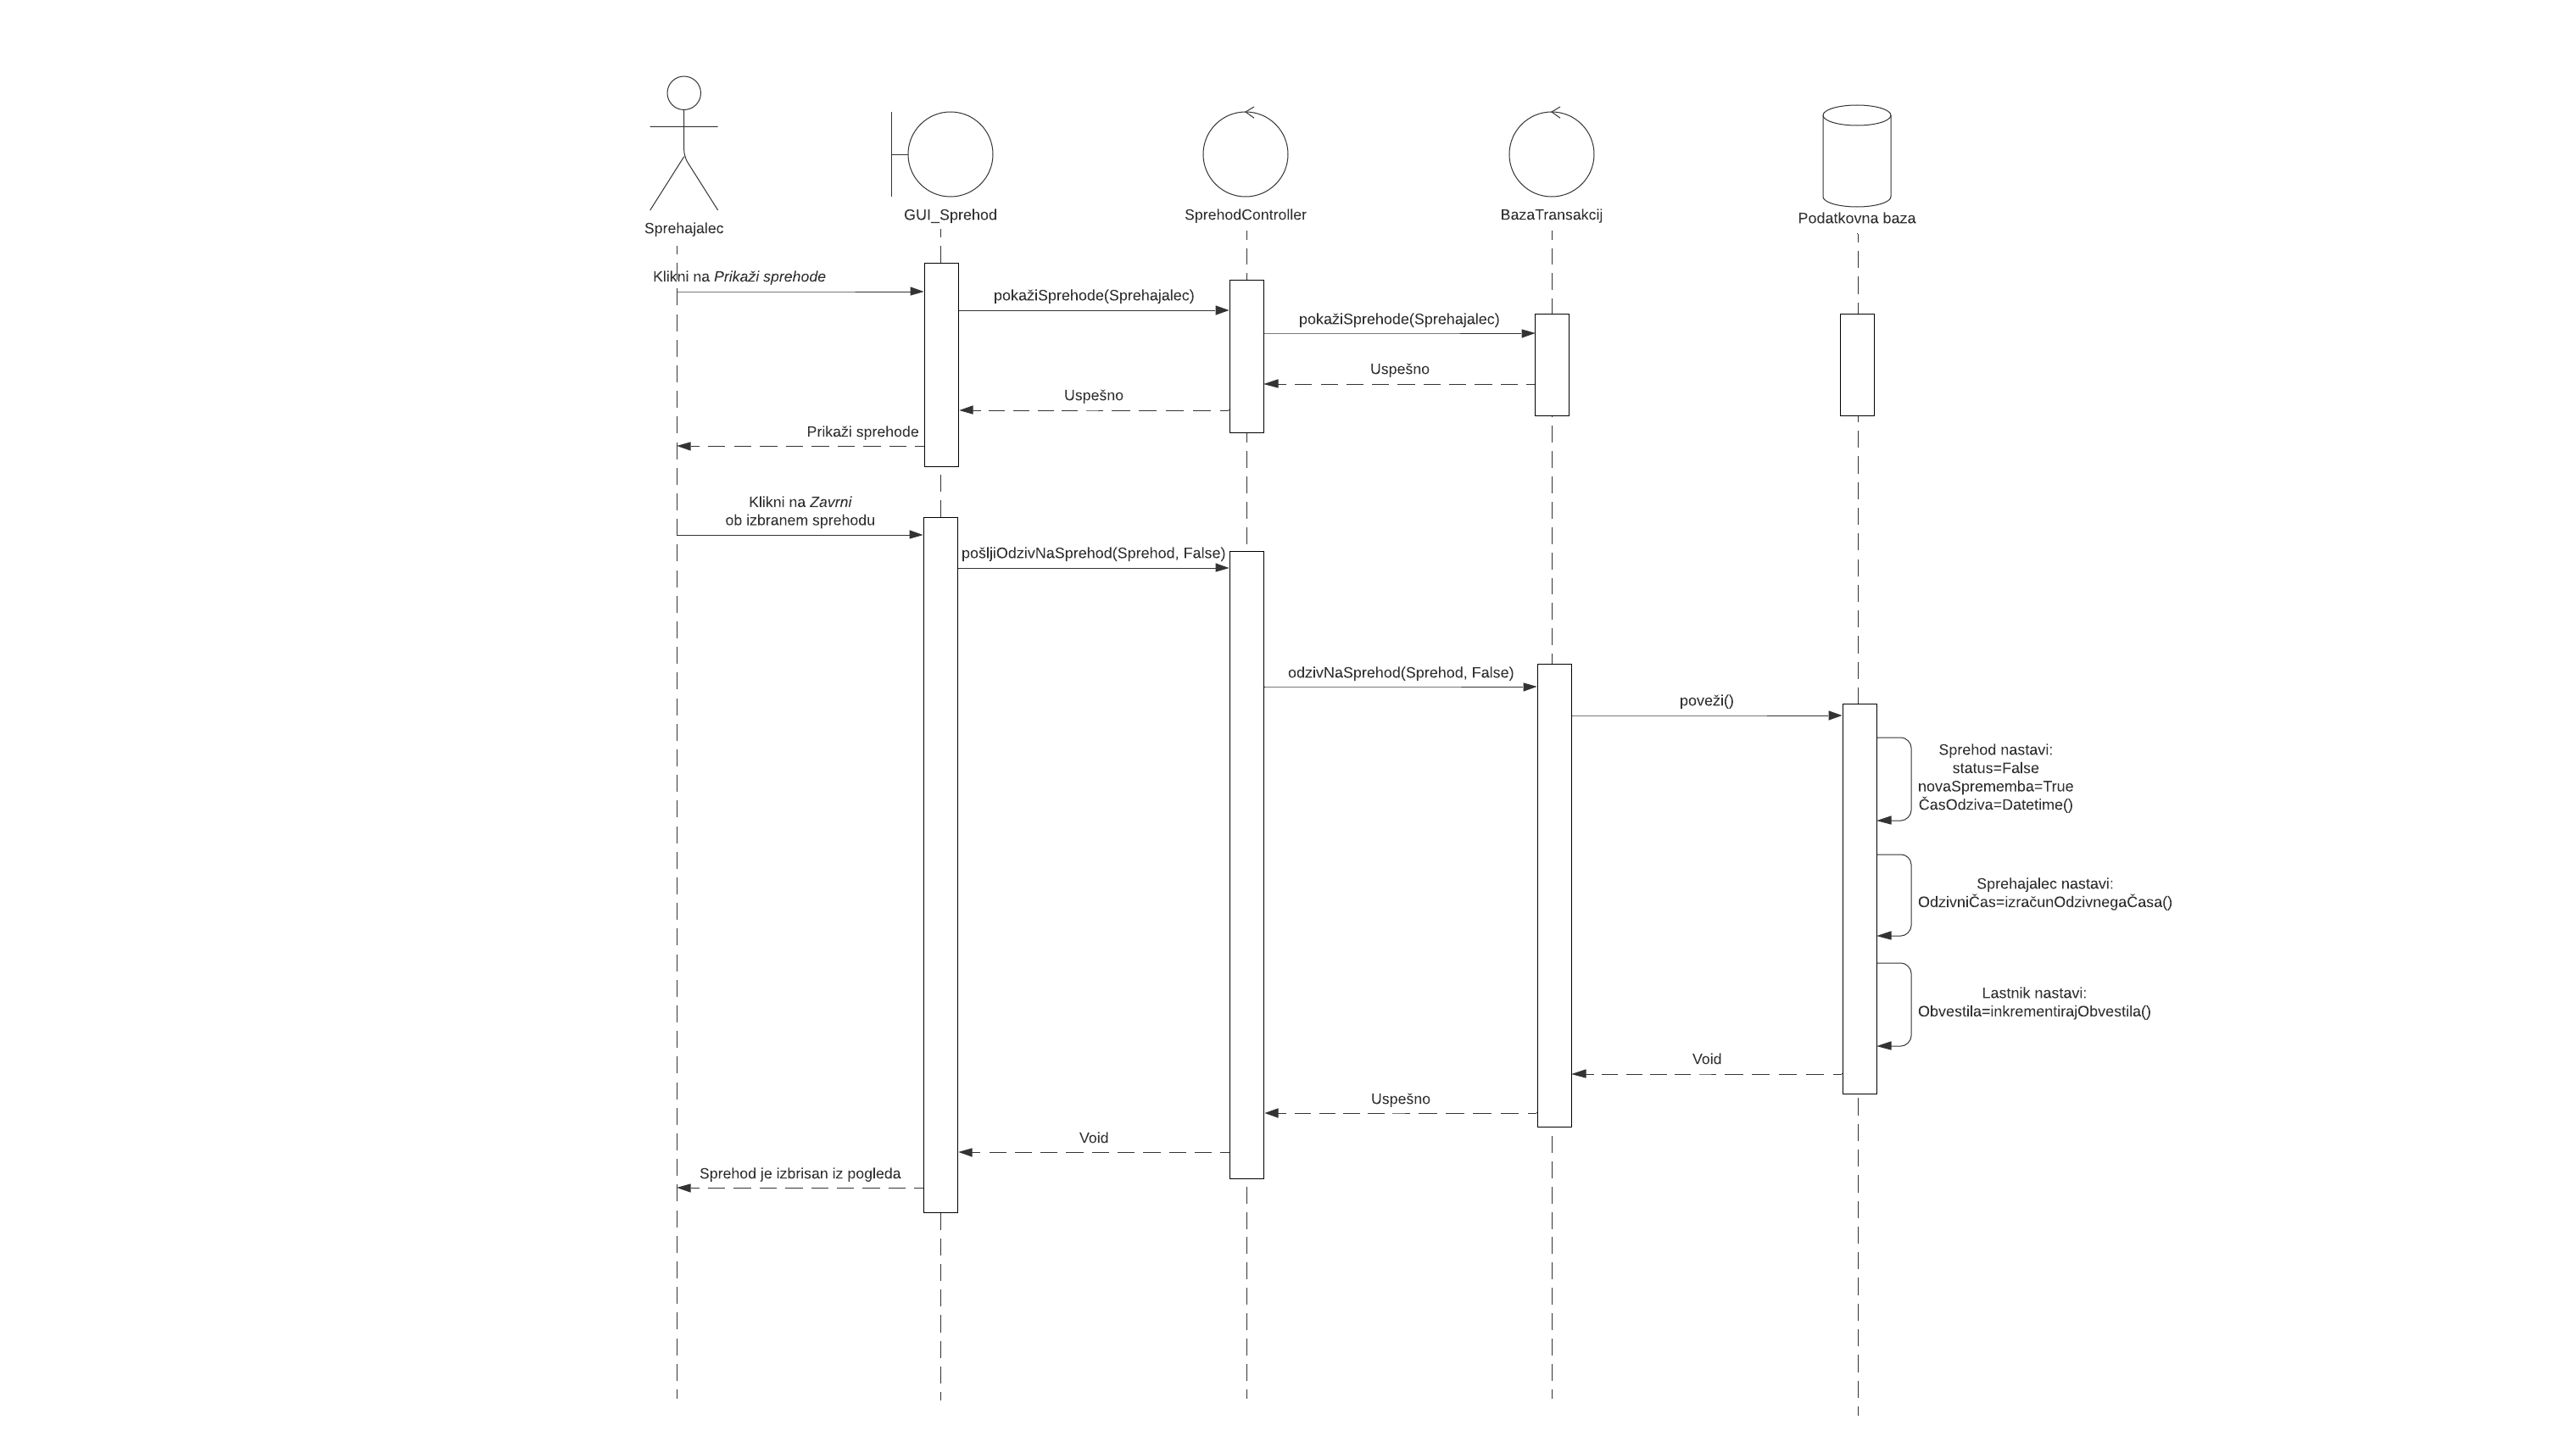 Sprehajalec
GUI_Sprehod
SprehodController
BazaTransakcij
Podatkovna baza
Klikni na Prikaži sprehode
pokažiSprehode(Sprehajalec)
pokažiSprehode(Sprehajalec)
Uspešno
Uspešno
Prikaži sprehode
Klikni na Zavrni
ob izbranem sprehodu
pošljiOdzivNaSprehod(Sprehod, False)
odzivNaSprehod(Sprehod, False)
poveži()
Sprehod nastavi:
status=False
novaSprememba=True
ČasOdziva=Datetime()
Sprehajalec nastavi:
OdzivniČas=izračunOdzivnegaČasa()
Lastnik nastavi:
Obvestila=inkrementirajObvestila()
Void
Uspešno
Void
Sprehod je izbrisan iz pogleda